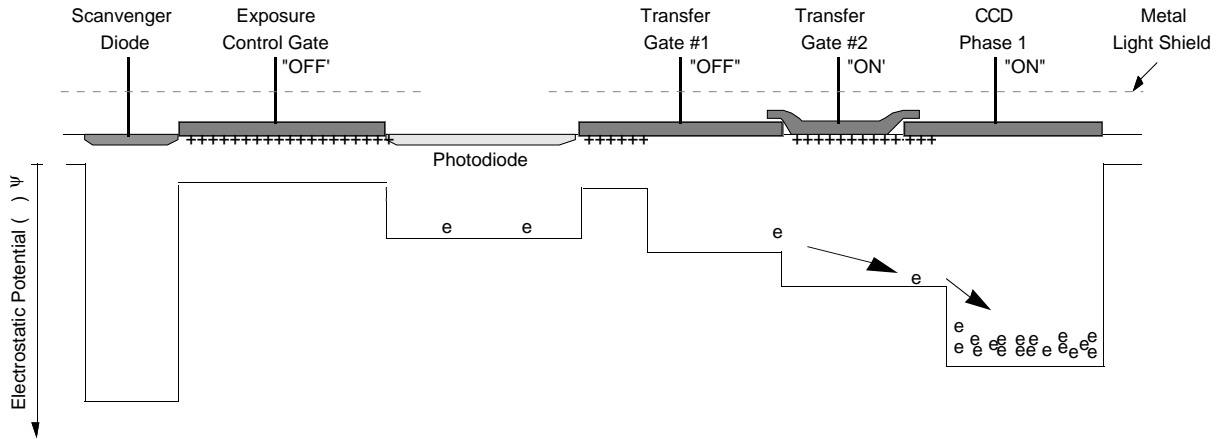 Scanvenger
Diode
Exposure
Control Gate
"OFF'
Transfer
Gate #1
"OFF"
Transfer
Gate #2
"ON'
CCD
Phase 1
"ON"
Metal
Light Shield
+++++++++++++++++++
++++++
+++++++++++++
Photodiode
Electrostatic Potential ( ) Ψ
e e
e
e
e
e e e e e e e e e e e e e e e e e